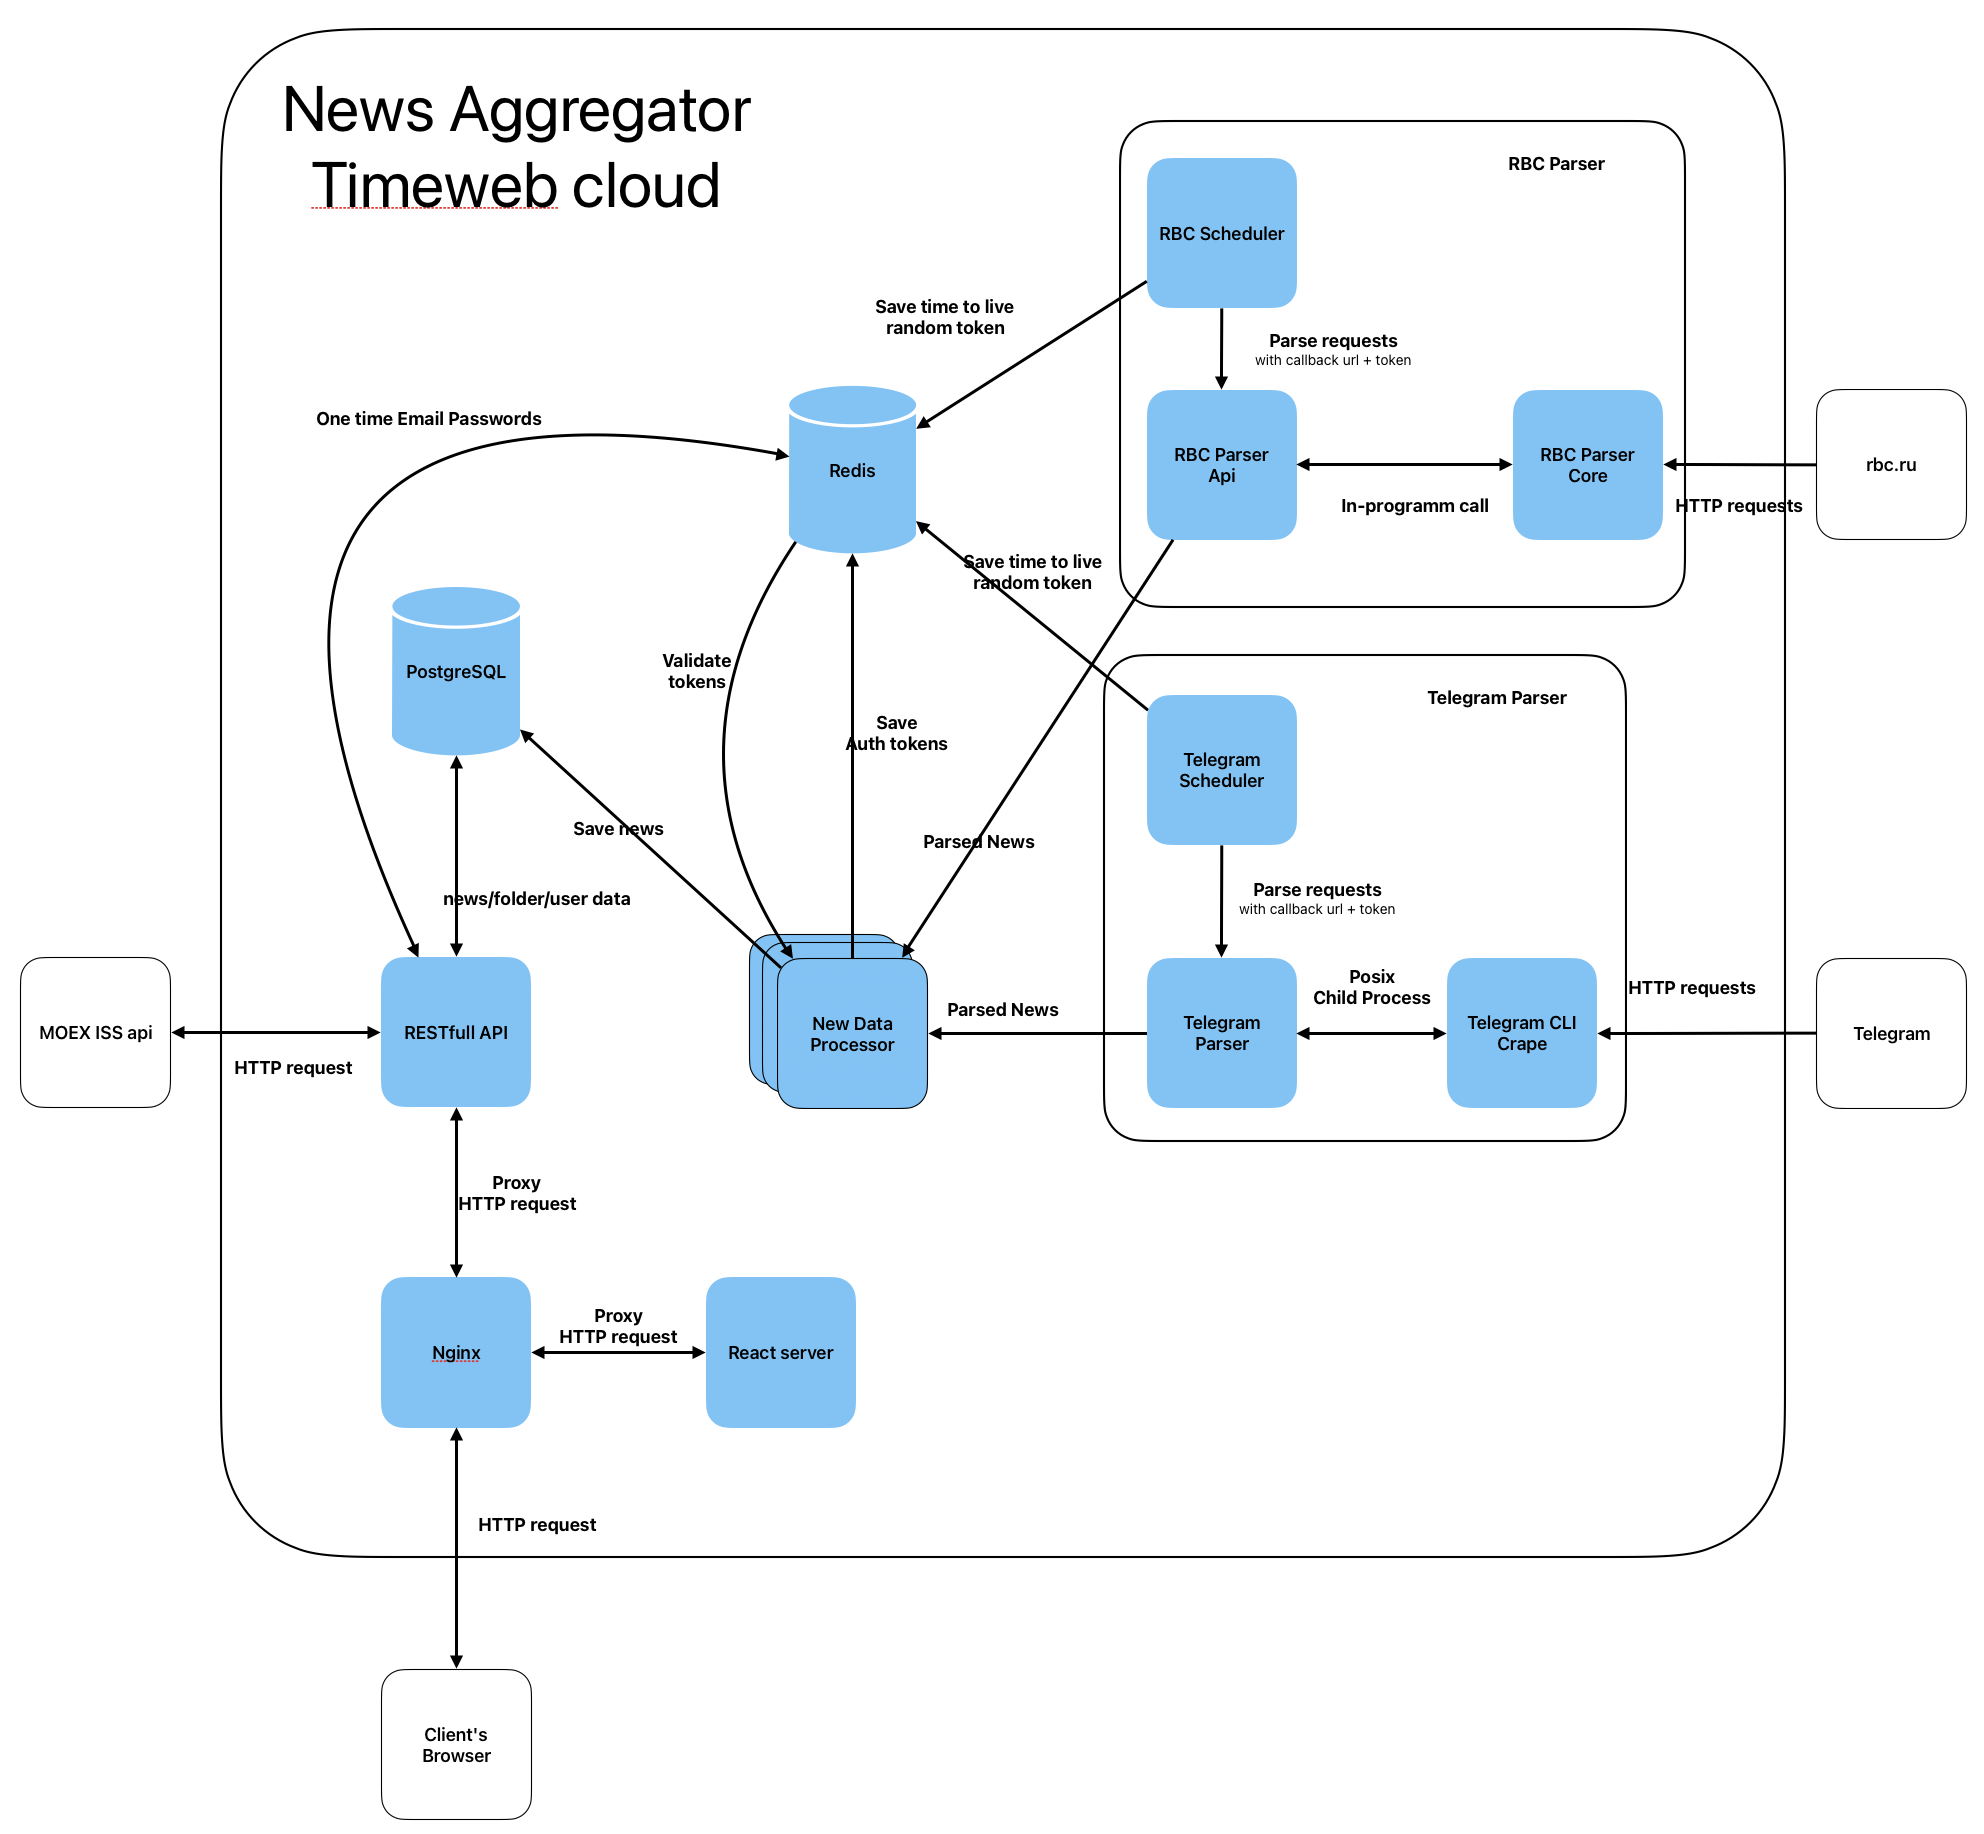 News Aggregator
Timeweb cloud
RBC Parser
RBC Scheduler
Save time to live
random token
Parse requests
with callback url + token
One time Email Passwords
Redis
RBC Parser
Api
RBC Parser
Core
rbc.ru
In-programm call
HTTP requests
Save time to live
random token
PostgreSQL
Validate
tokens
Telegram Parser
Save
Auth tokens
Telegram
Scheduler
Save news
Parsed News
Parse requests
with callback url + token
news/folder/user data
Posix
Child Process
HTTP requests
MOEX ISS api
RESTfull API
New Data
Processor
Parsed News
Telegram
Parser
Telegram CLI
Crape
Telegram
HTTP request
Proxy
HTTP request
Proxy
HTTP request
Nginx
React server
HTTP request
Client's
Browser